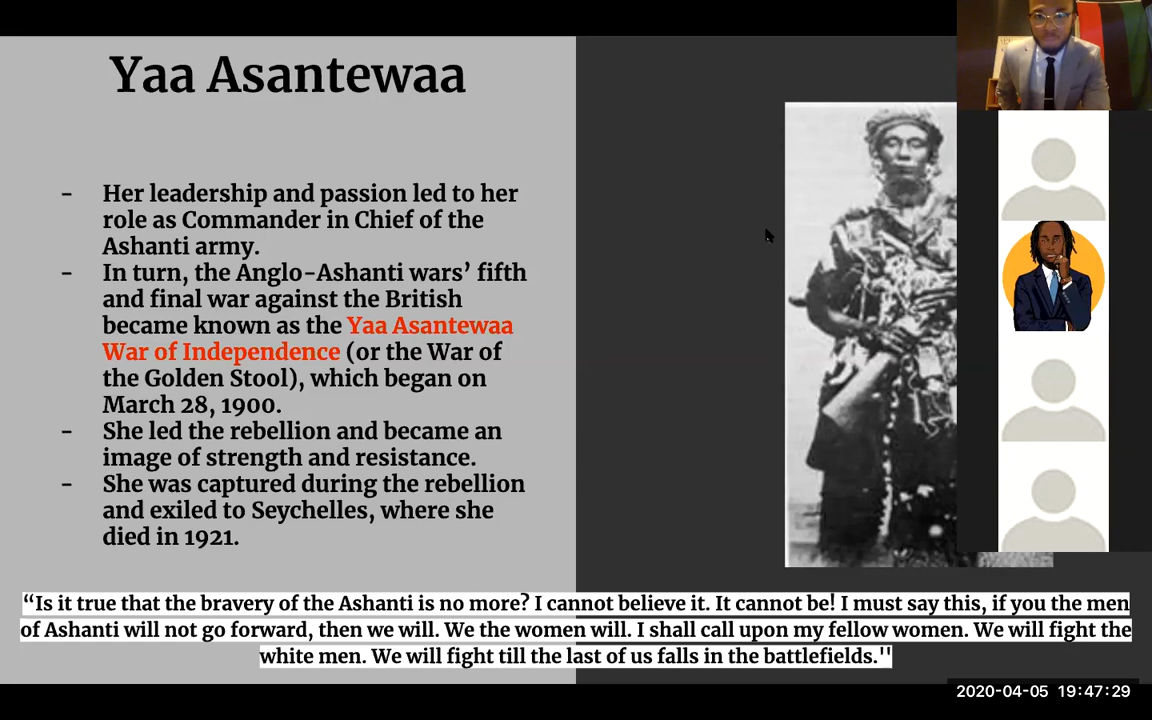 Yaa Asantewaa
- Her leadership and passion led to her
role as Commander in Chief of the
Ashanti army.
- In turn, the Anglo-Ashanti wars’ fifth
and final war against the British
became known as the Yaa Asantewaa
War of Independence (or the War of
the Golden Stool), which began on
March 28, 1900.
- She led the rebellion and became an
image of strength and resistance.
- She was captured during the rebellion
and exiled to Seychelles, where she
died in 1921.
“Is it true that the bravery of the Ashanti is no more? I cannot believe it. It cannot be! I must say this, if you the men
of Ashanti will not go forward, then we will. We the women will. I shall call upon my fellow women. We will fight the
white men. We will fight till the last of us falls in the battlefields.''
2020-04-05 19:47:29